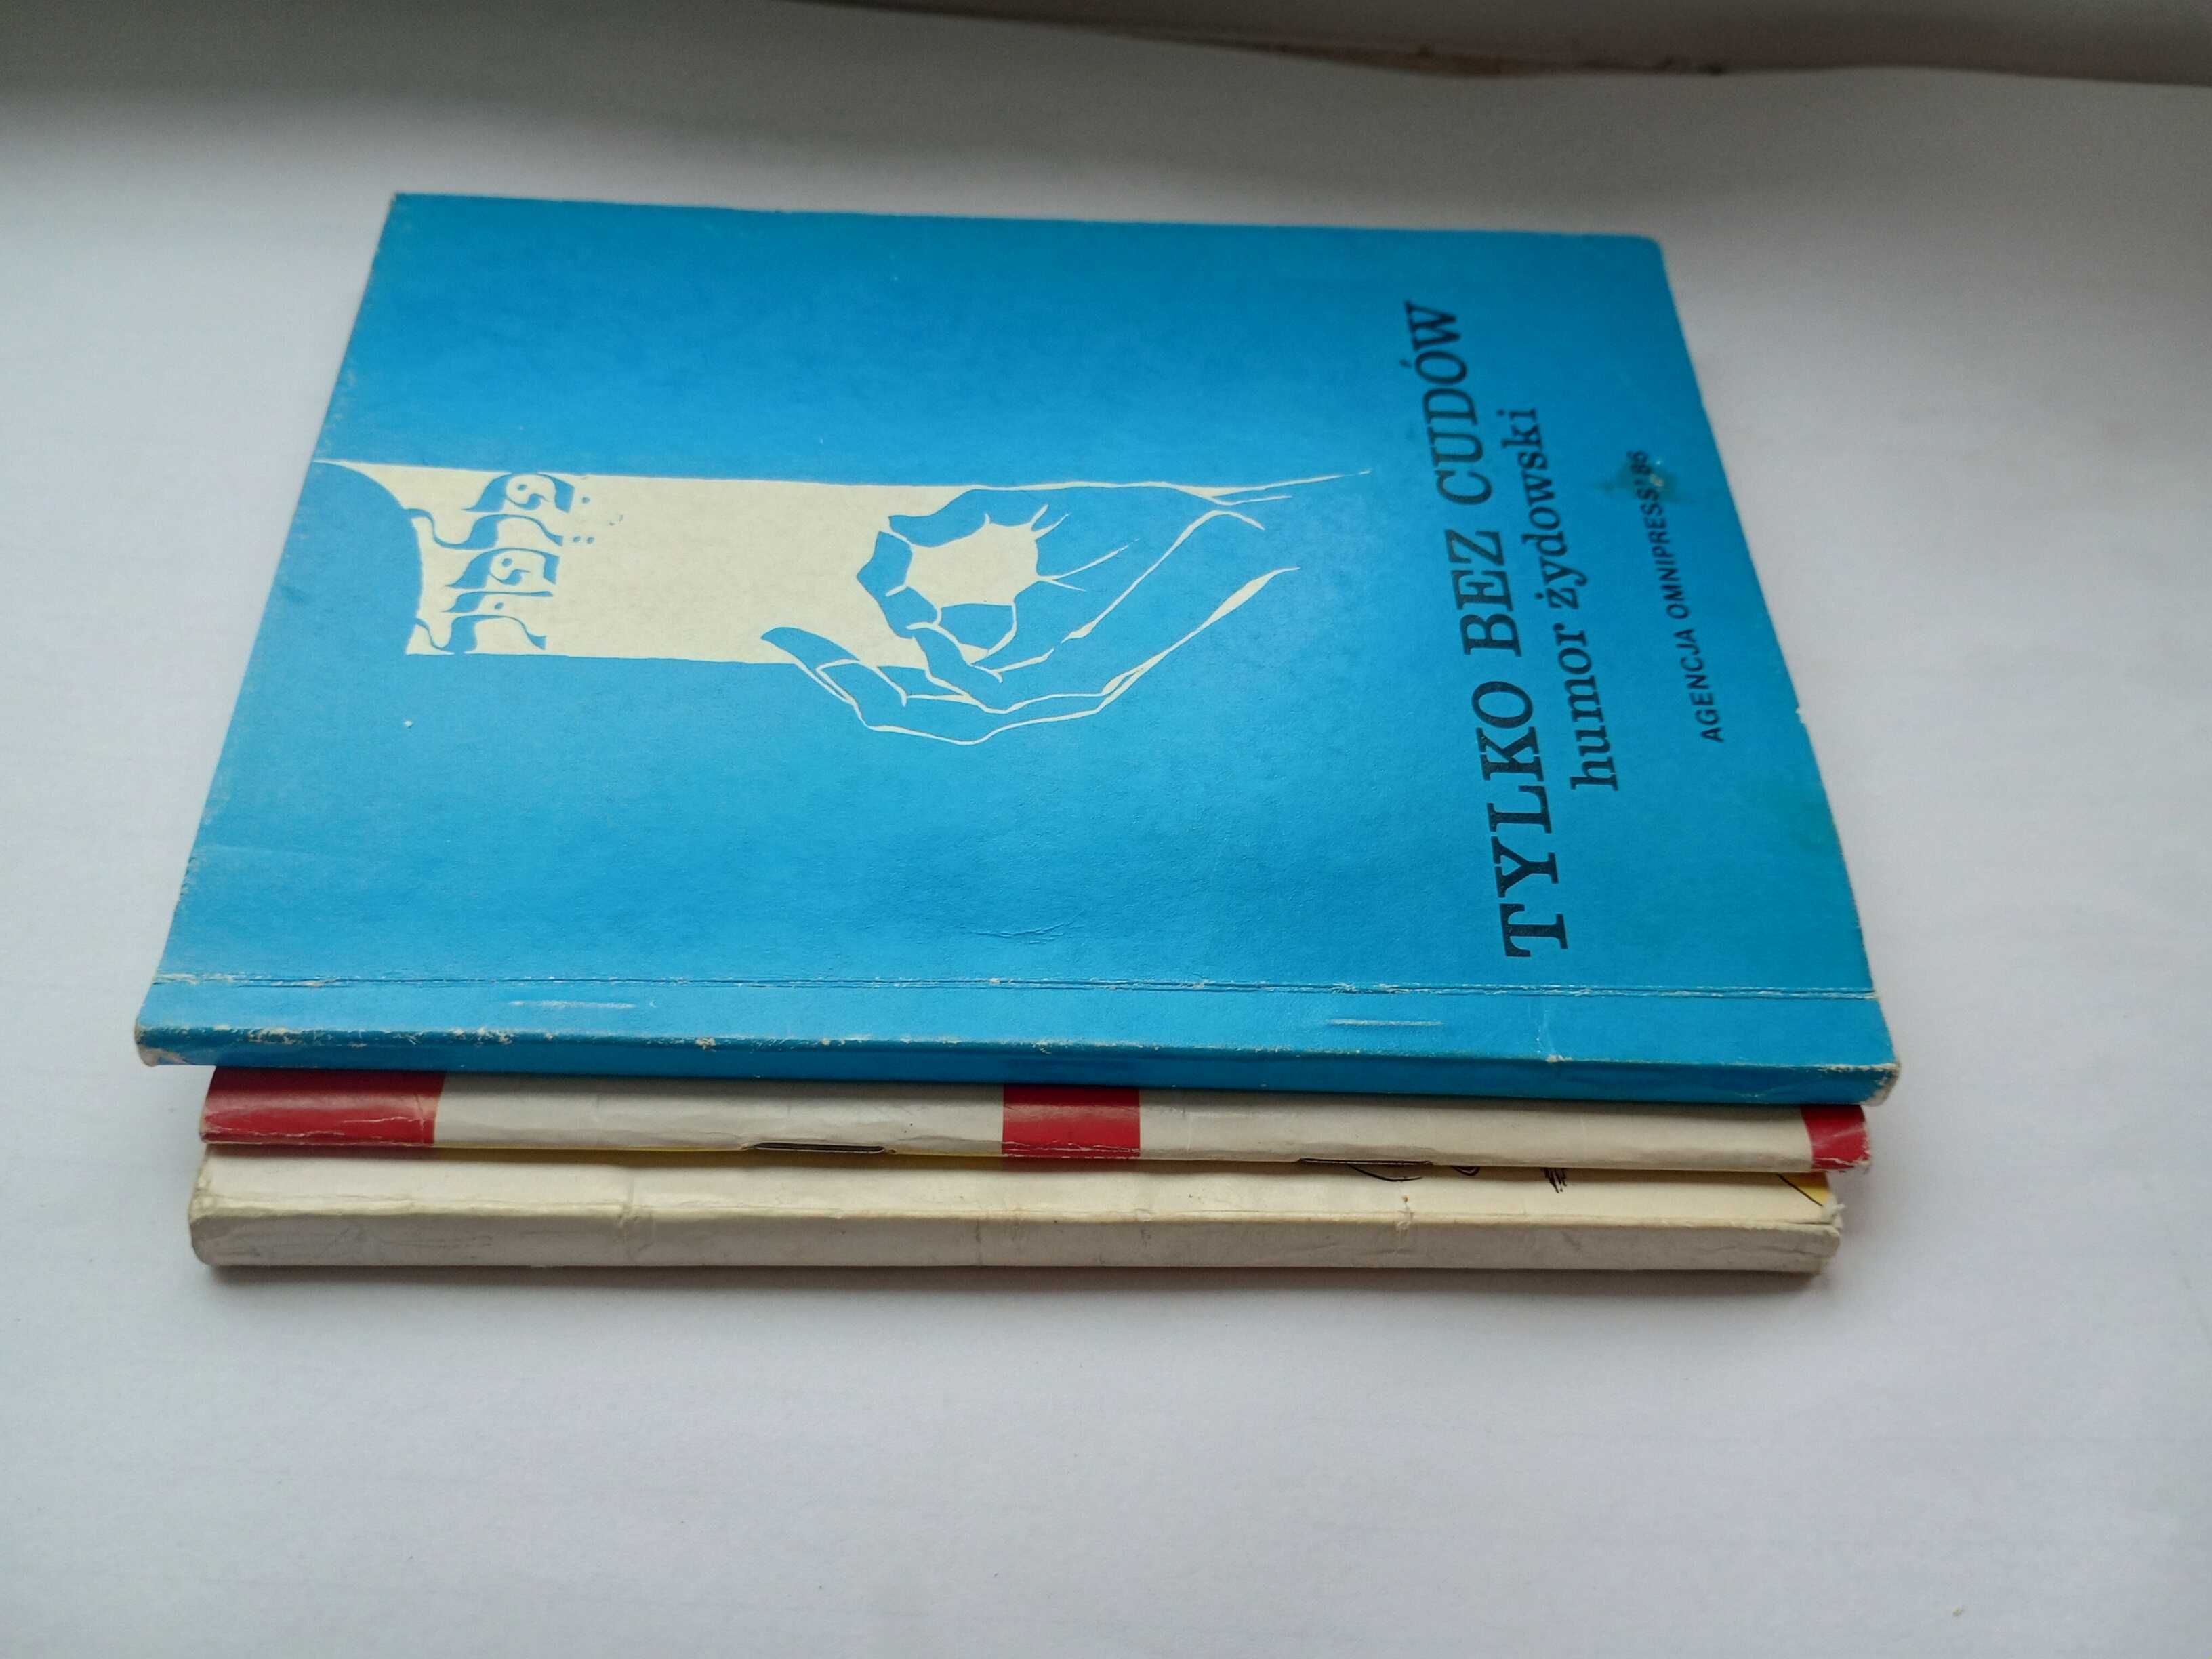 TYLKO BEZ CUDÓW
humor żydowski
AGENCJA OMNIPRESS'86